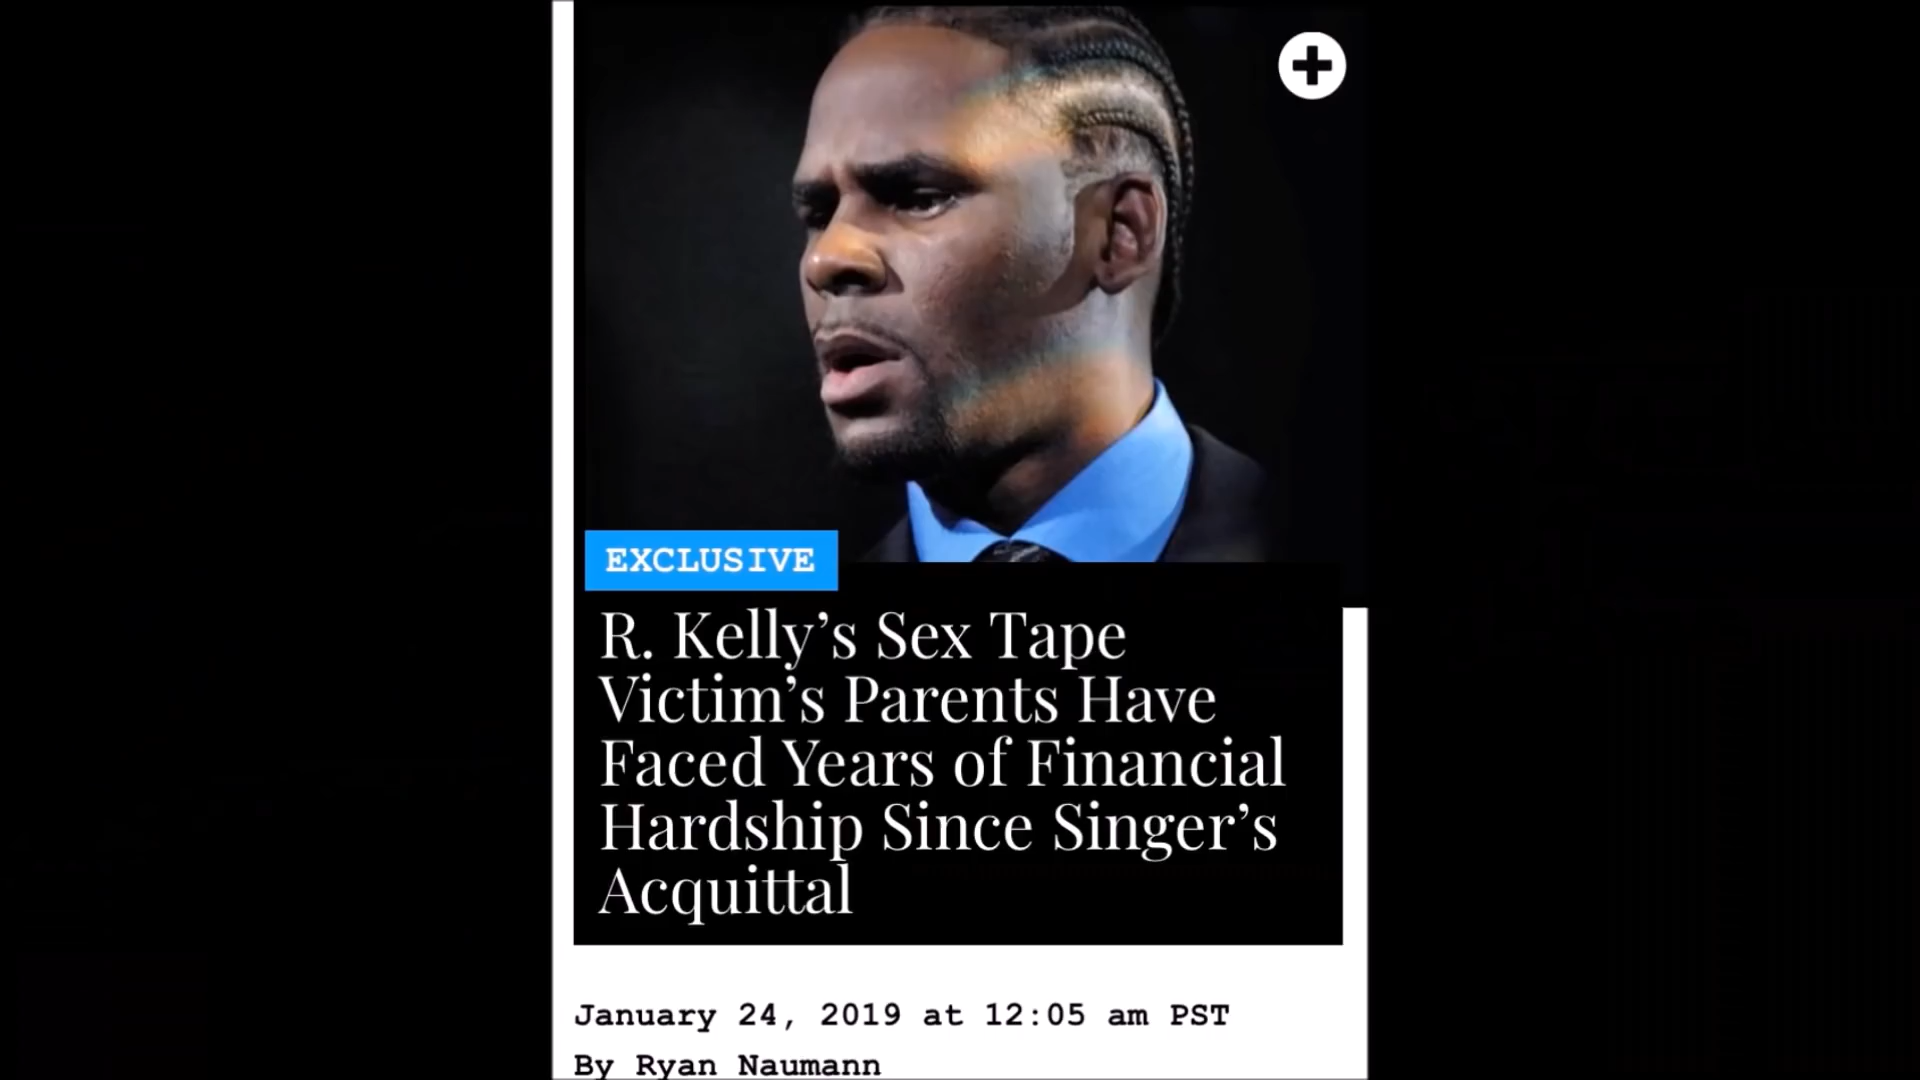 EXCLUSIVE
R. Kelly’s Sex Tape
Victim’s Parents Have
Faced Years of Financial
Hardship Since Singer’s
Acquittal
January 24, 2019 at 12:05 am PST
By Ryan Naumann